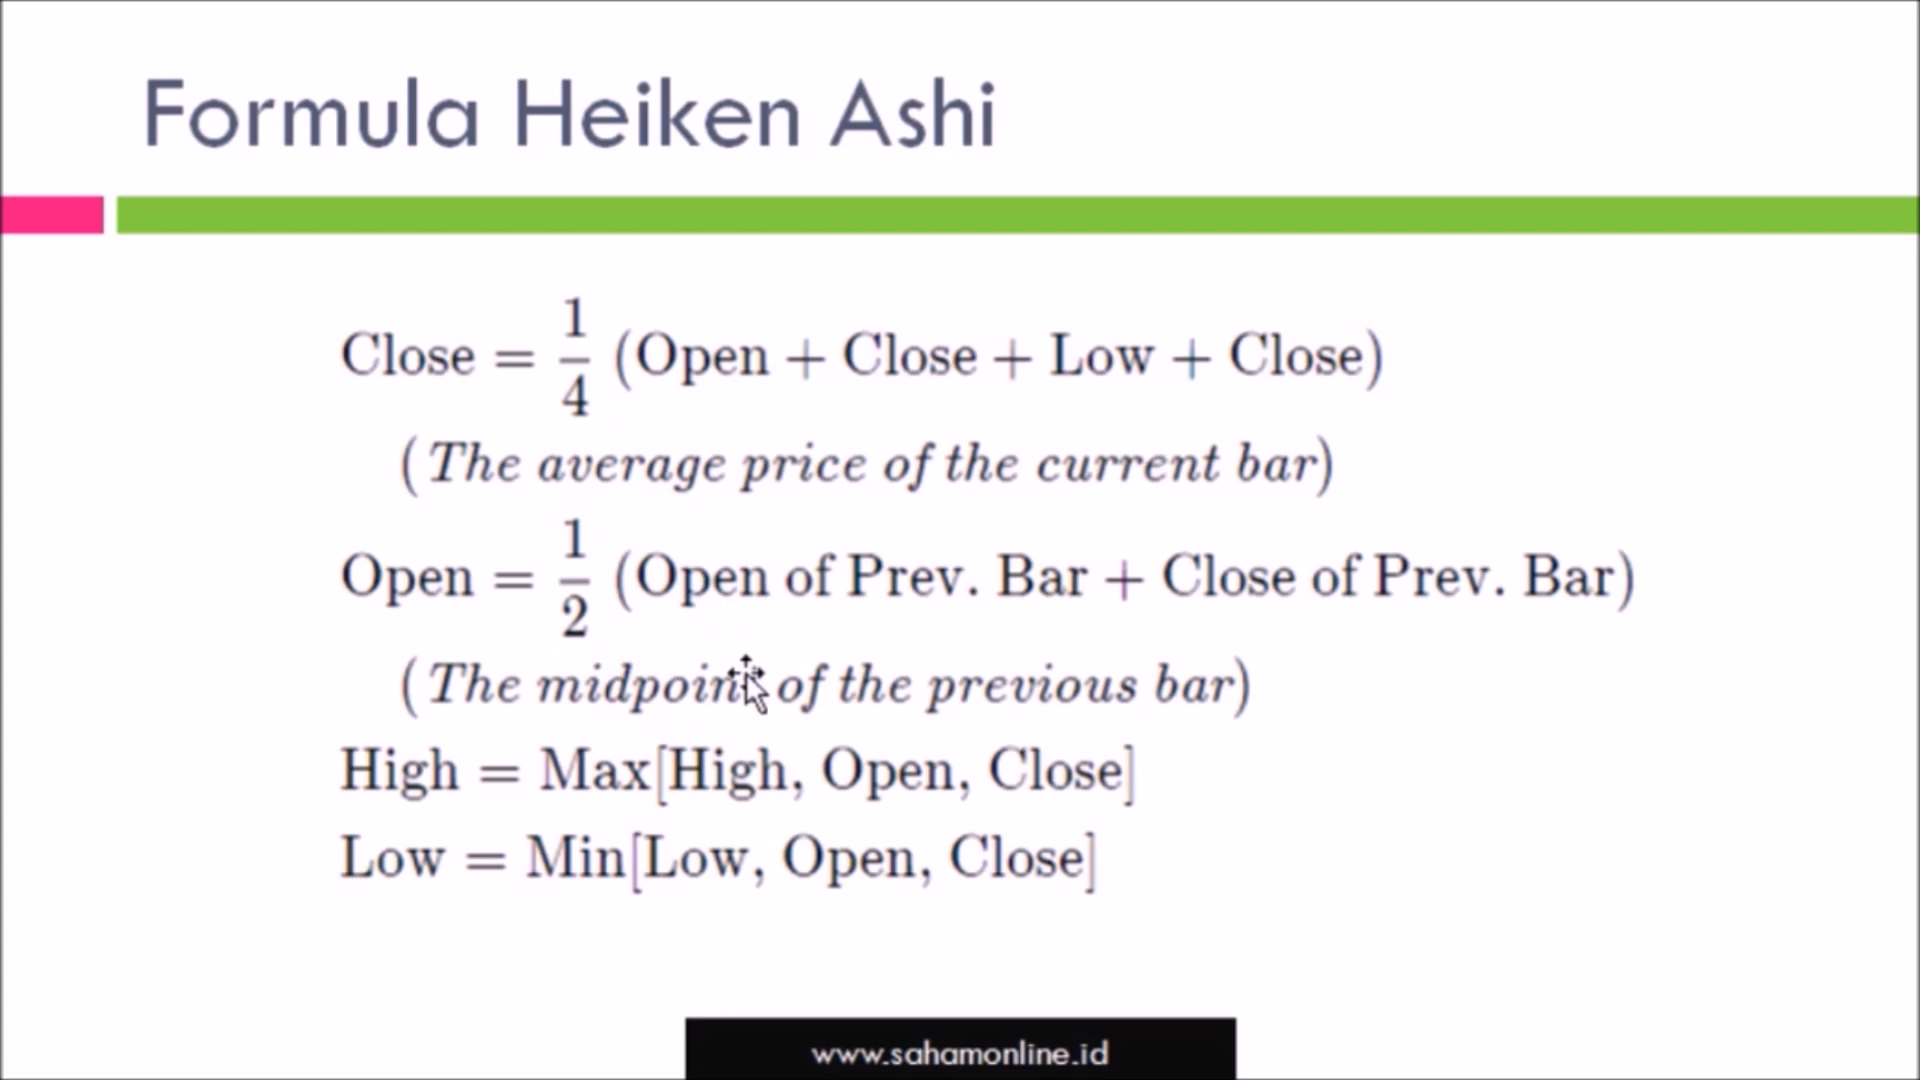 Formula Heiken Ashi
Close = 1/4 (Open + Close + Low + Close)
(The average price of the current bar)
Open = 1/2 (Open of Prev. Bar + Close of Prev. Bar)
(The midpoint of the previous bar)
High = Max[High, Open, Close]
Low = Min[Low, Open, Close]
www.sahamonline.id